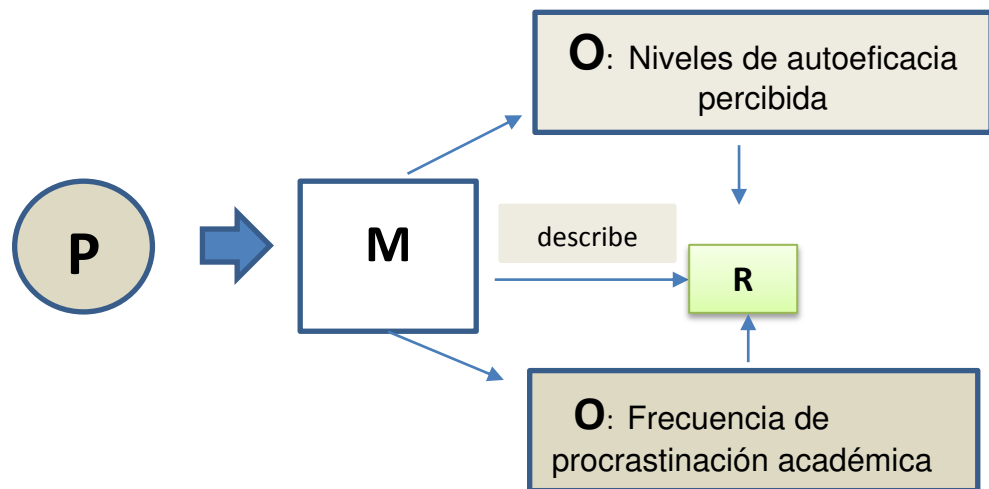 O: Niveles de autoeficacia
percibida
P
M
describe
R
O: Frecuencia de
procrastinación académica